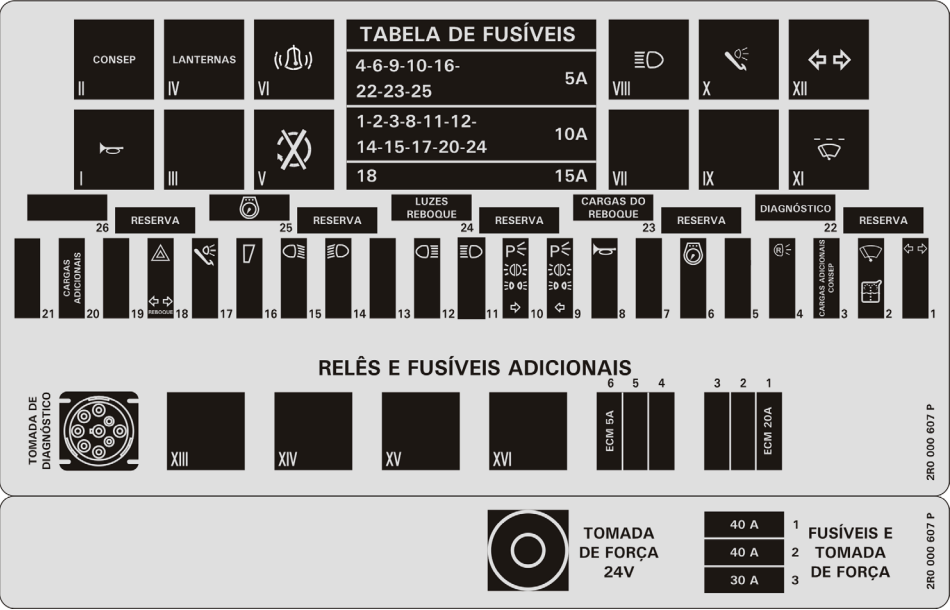 CONSEP
II
LANTERNAS
IV
VI
TABELA DE FUSÍVEIS
4-6-9-10-16-
22-23-25
5A
1-2-3-8-11-12-
14-15-17-20-24
10A
18
15A
VIII
X
XII
I
III
V
VII
IX
XI
26
RESERVA
25
RESERVA
LUZES
REBOQUE
24
RESERVA
CARGAS DO
REBOQUE
23
RESERVA
DIAGNÓSTICO
22
RESERVA
21
CARGAS
ADICIONAIS
20
19
REBOQUE
18
17
16
15
14
13
12
11
P
10
P
9
8
7
6
5
R
4
CARGAS ADICIONAIS
CONSEP
3
2
1
RELÊS E FUSÍVEIS ADICIONAIS
TOMADA DE
DIAGNÓSTICO
XIII
XIV
XV
XVI
6 5 4
ECM 5A
3 2 1
ECM 20A
2R0 000 607 P
TOMADA
DE FORÇA
24V
40 A 1
40 A 2
30 A 3
FUSÍVEIS E
TOMADA
DE FORÇA
2R0 000 607 P